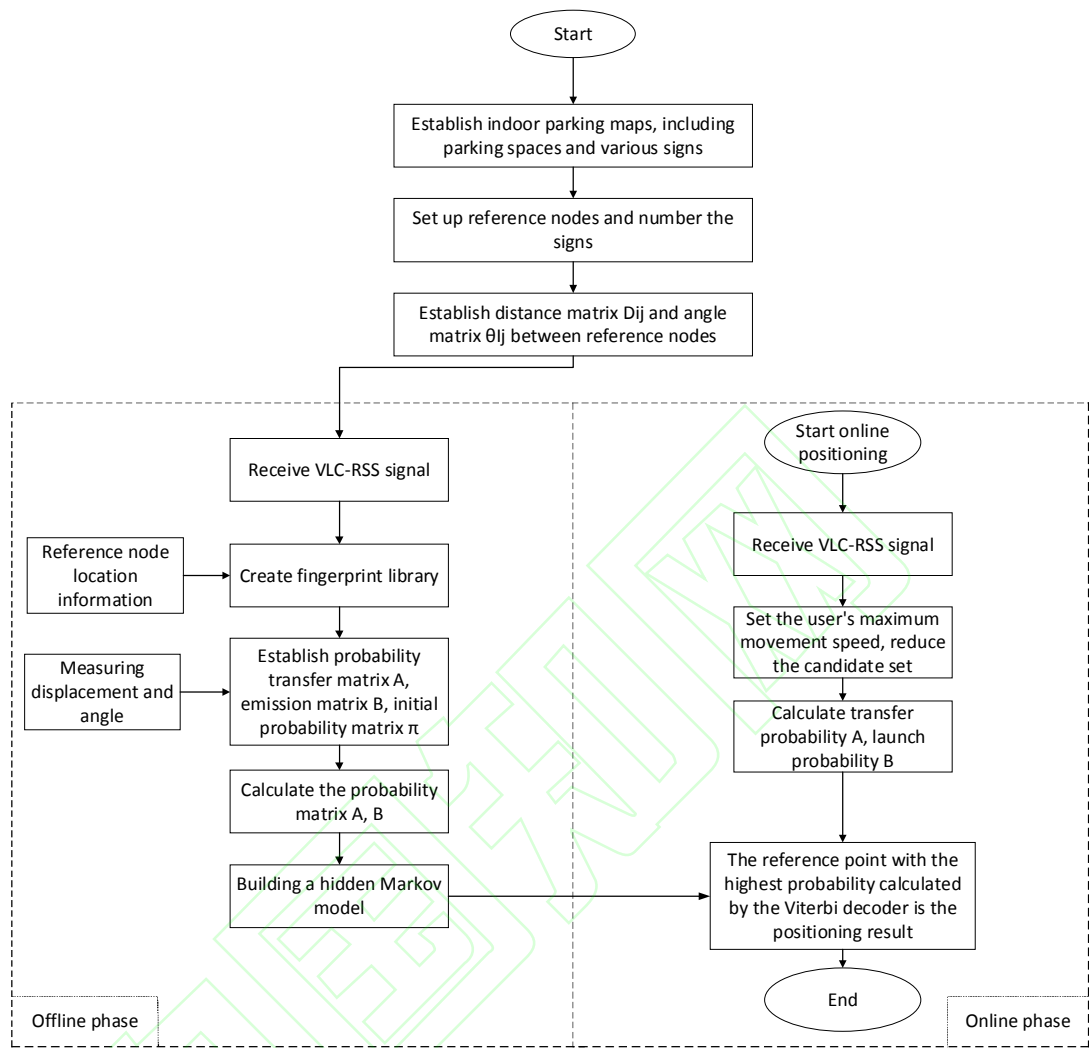 Start
Establish indoor parking maps, including
parking spaces and various signs
Set up reference nodes and number the
signs
Establish distance matrix Dij and angle
matrix θIj between reference nodes
Receive VLC-RSS signal
Reference node
location
information
Create fingerprint library
Measuring
displacement and
angle
Establish probability
transfer matrix A,
emission matrix B, initial
probability matrix π
Calculate the probability
matrix A, B
Building a hidden Markov
model
Offline phase
Start online
positioning
Receive VLC-RSS signal
Set the user's maximum
movement speed, reduce
the candidate set
Calculate transfer
probability A, launch
probability B
The reference point with the
highest probability calculated
by the Viterbi decoder is the
positioning result
End
Online phase